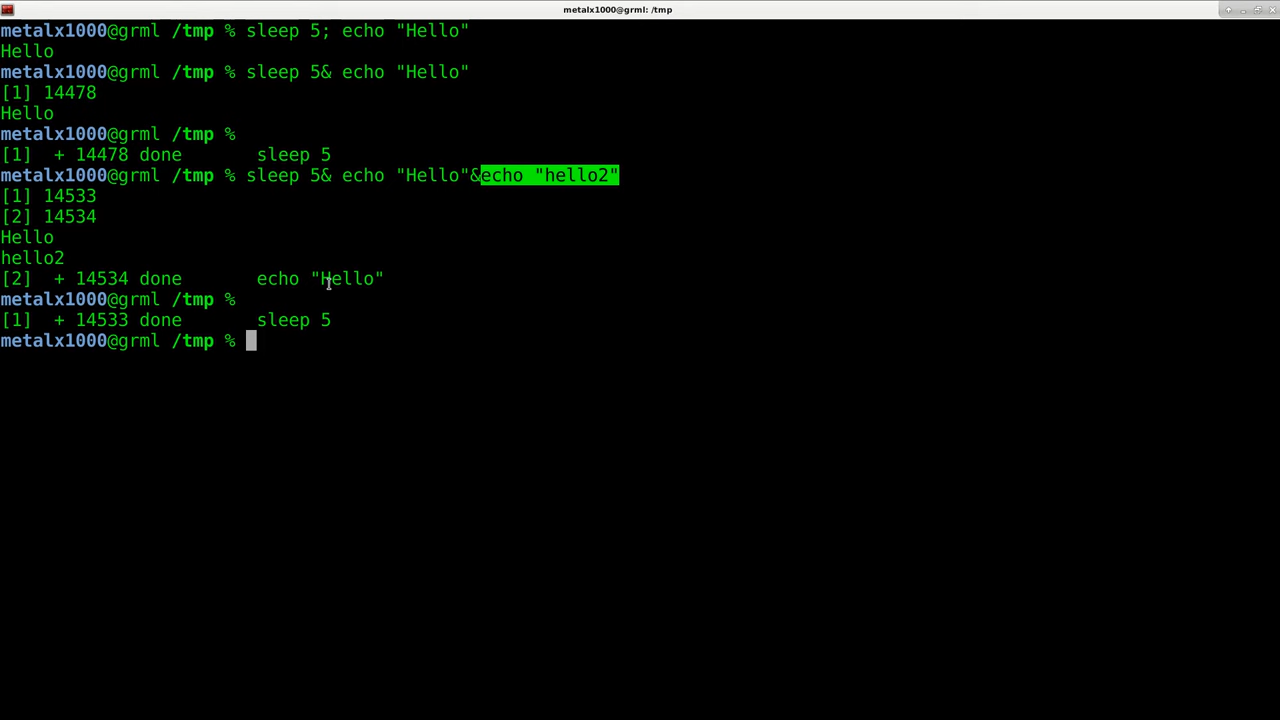 metalx1000@grml: /tmp
metalx1000@grml /tmp % sleep 5; echo "Hello"
Hello
metalx1000@grml /tmp % sleep 5& echo "Hello"
[1] 14478
Hello
metalx1000@grml /tmp %
[1]  + 14478 done       sleep 5
metalx1000@grml /tmp % sleep 5& echo "Hello"&echo "hello2"
[1] 14533
[2] 14534
Hello
hello2
[2]  + 14534 done       echo "Hello"
metalx1000@grml /tmp %
[1]  + 14533 done       sleep 5
metalx1000@grml /tmp %